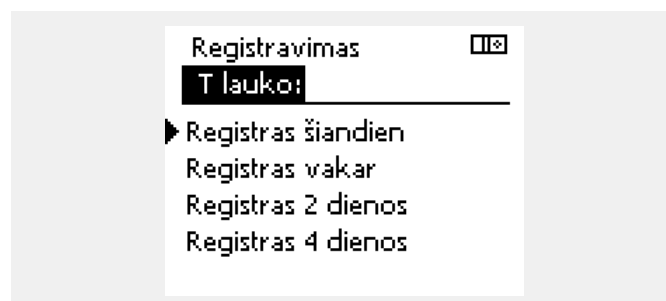 Registravimas
T lauko:
Registras šiandien
Registras vakar
Registras 2 dienos
Registras 4 dienos